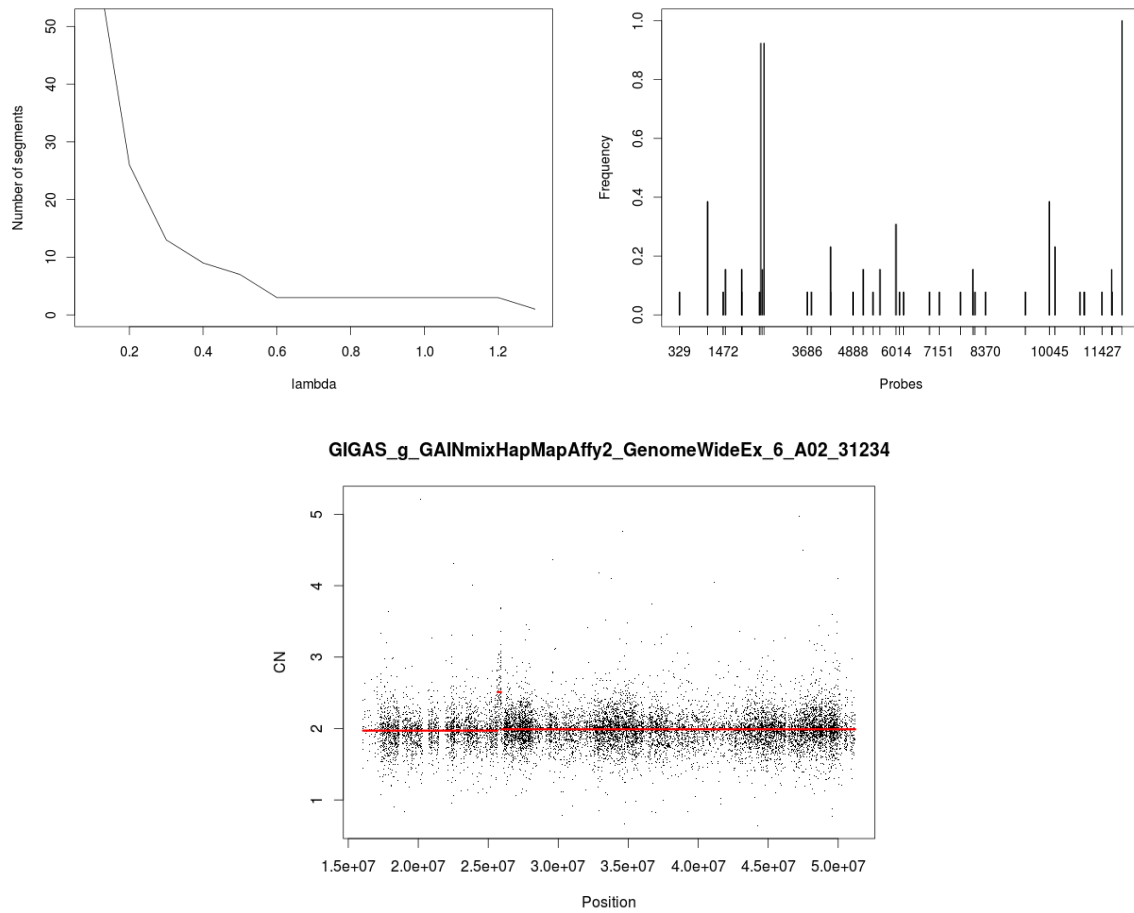 Number of segments
0 10 20 30 40 50
0.2 0.4 0.6 0.8 1.0 1.2
lambda
Frequency
0.0 0.2 0.4 0.6 0.8 1.0
329 1472 3686 4888 6014 7151 8370 10045 11427
Probes
GIGAS_g_GAINmixHapMapAffy2_GenomeWideEx_6_A02_31234
CN
1 2 3 4 5
1.5e+07 2.0e+07 2.5e+07 3.0e+07 3.5e+07 4.0e+07 4.5e+07 5.0e+07
Position